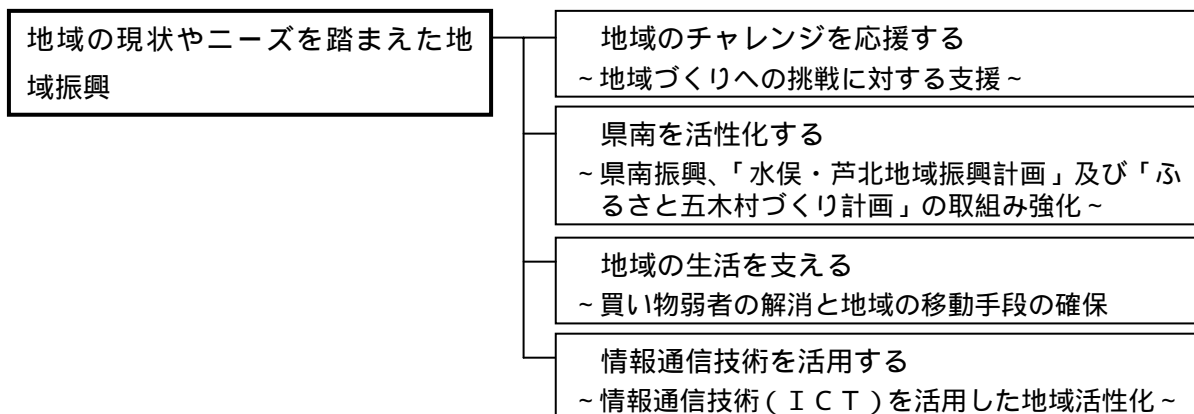 地域の現状やニーズを踏まえた地
域振興
地域のチャレンジを応援する
~地域づくりへの挑戦に対する支援~
県南を活性化する
~県南振興、「水俣・芦北地域振興計画」及び「ふ
るさと五木村づくり計画」の取組み強化~
地域の生活を支える
~買い物弱者の解消と地域の移動手段の確保
情報通信技術を活用する
~情報通信技術(ICT)を活用した地域活性化~